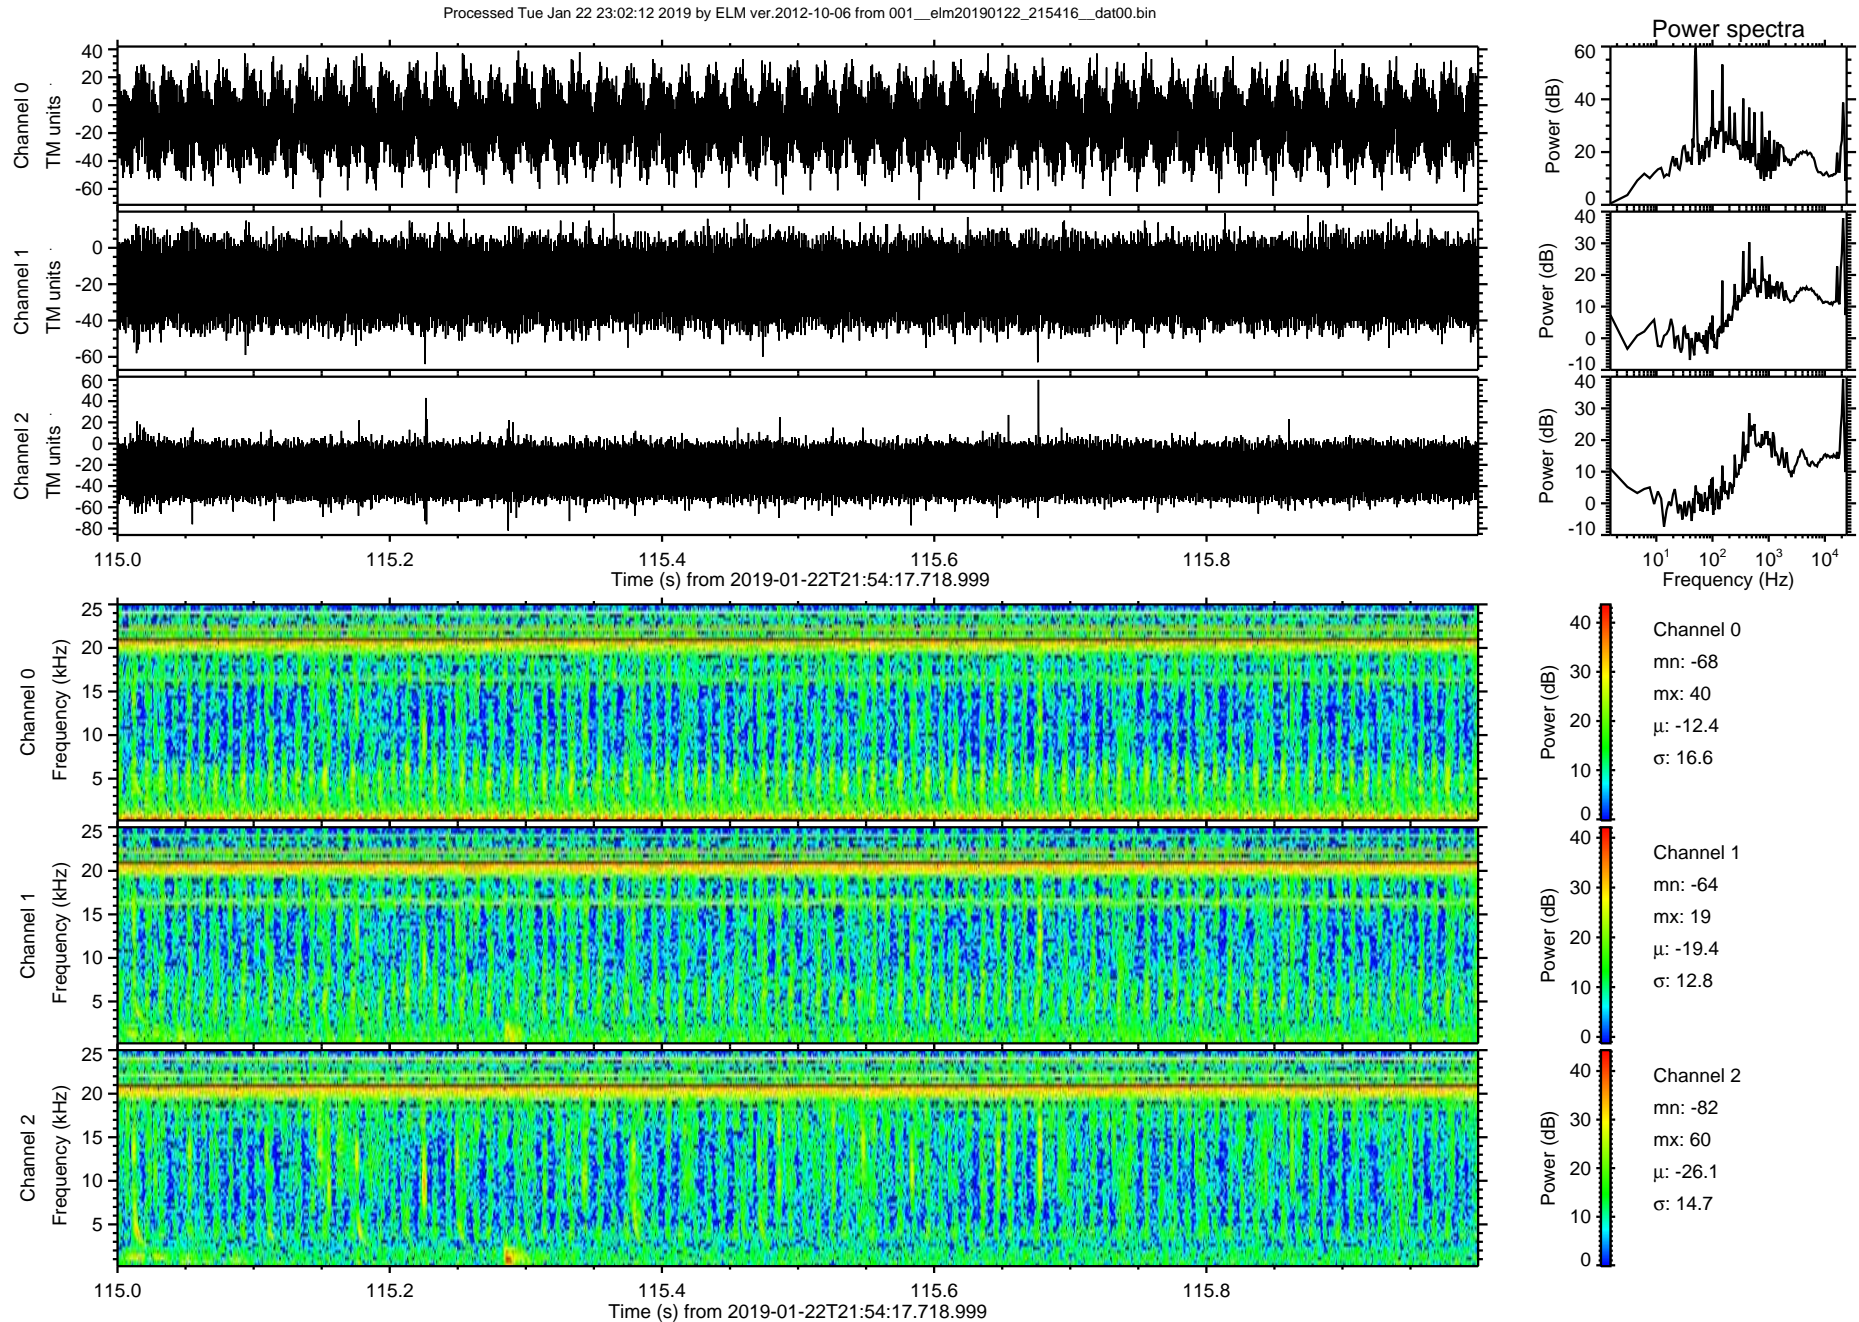 Processed Tue Jan 22 23:02:12 2019 by ELM ver.2012-10-06 from 001__elm20190122_215416__dat00.bin
Power spectra
Channel 0
TM units
40
20
0
-20
-40
-60
Power (dB)
60
40
20
0
Channel 1
TM units
0
-20
-40
-60
Power (dB)
40
30
20
10
0
-10
Channel 2
TM units
60
40
20
0
-20
-40
-60
-80
Power (dB)
40
30
20
10
0
-10
115.0 115.2 115.4 115.6 115.8
Time (s) from 2019-01-22T21:54:17.718.999
10^1 10^2 10^3 10^4
Frequency (Hz)
Channel 0
Frequency (kHz)
25
20
15
10
5
Power (dB)
40
30
20
10
0
Channel 0
mn: -68
mx: 40
μ: -12.4
σ: 16.6
Channel 1
Frequency (kHz)
25
20
15
10
5
Power (dB)
40
30
20
10
0
Channel 1
mn: -64
mx: 19
μ: -19.4
σ: 12.8
Channel 2
Frequency (kHz)
25
20
15
10
5
Power (dB)
40
30
20
10
0
Channel 2
mn: -82
mx: 60
μ: -26.1
σ: 14.7
115.0 115.2 115.4 115.6 115.8
Time (s) from 2019-01-22T21:54:17.718.999